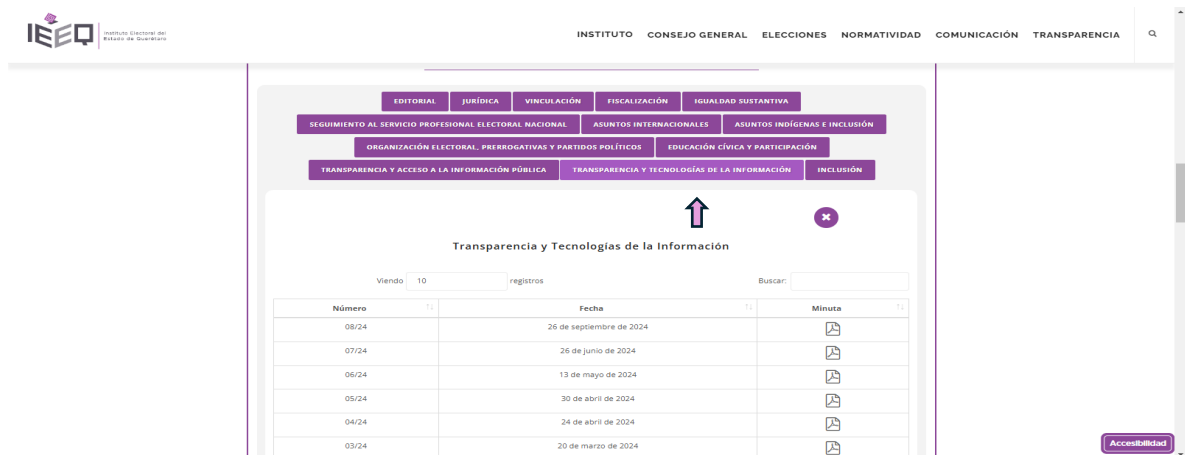 IEEQ Instituto Electoral del
Estado de Querétaro
INSTITUTO CONSEJO GENERAL ELECCIONES NORMATIVIDAD COMUNICACIÓN TRANSPARENCIA
EDITORIAL JURÍDICA VINCULACIÓN FISCALIZACIÓN IGUALDAD SUSTANTIVA
SEGUIMIENTO AL SERVICIO PROFESIONAL ELECTORAL NACIONAL ASUNTOS INTERNACIONALES ASUNTOS INDÍGENAS E INCLUSIÓN
ORGANIZACIÓN ELECTORAL, PRERROGATIVAS Y PARTIDOS POLÍTICOS EDUCACIÓN CÍVICA Y PARTICIPACIÓN
TRANSPARENCIA Y ACCESO A LA INFORMACIÓN PÚBLICA TRANSPARENCIA Y TECNOLOGÍAS DE LA INFORMACIÓN INCLUSIÓN
Transparencia y Tecnologías de la Información
Viendo 10 registros Buscar:
Número Fecha Minuta
08/24 26 de septiembre de 2024
07/24 26 de junio de 2024
06/24 13 de mayo de 2024
05/24 30 de abril de 2024
04/24 24 de abril de 2024
03/24 20 de marzo de 2024
Accesibilidad